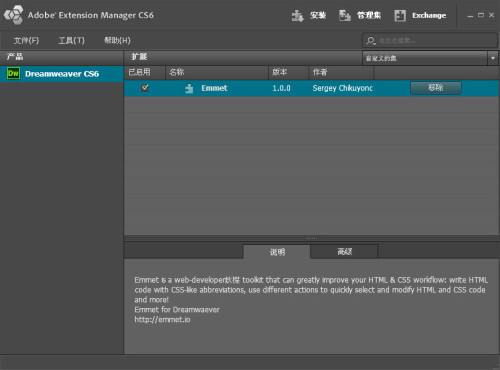 Adobe® Extension Manager CS6
安装
管理集
Exchange
文件(F) 工具(T) 帮助(H)
在此处搜索...
产品
扩展
自定义的集
Dw Dreamweaver CS6
已启用 名称 版本 作者
Emmet 1.0.0 Sergey Chikuyonc 移除
说明 高级
Emmet is a web-developer妖檛 toolkit that can greatly improve your HTML & CSS workflow: write HTML
code with CSS-like abbreviations, use different actions to quickly select and modify HTML and CSS code
and more!
Emmet for Dreamwaever
http://emmet.io